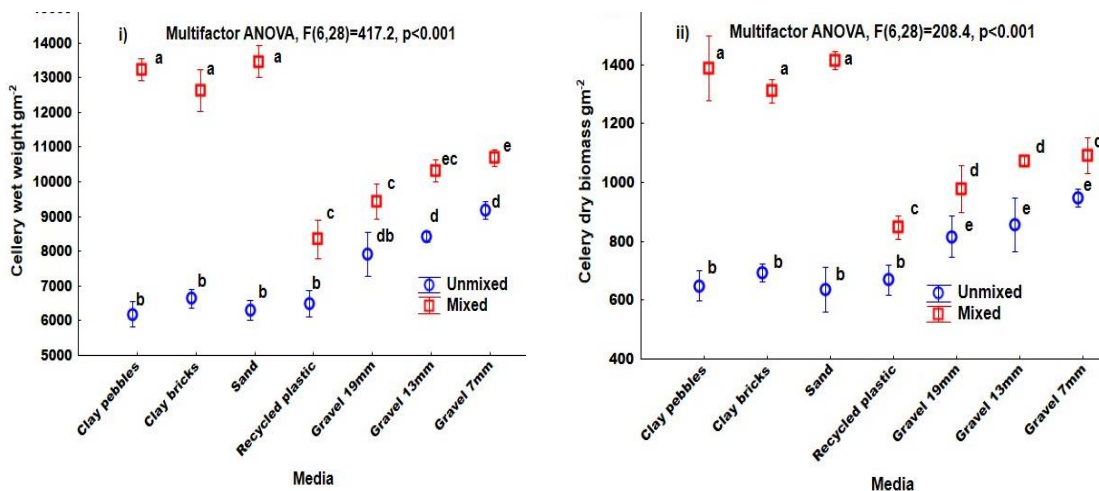 i) Multifactor ANOVA, F(6,28)=417.2, p<0.001
Cellery wet weight gm-2
14000
13000
12000
11000
10000
9000
8000
7000
6000
5000
a
a
a
c
c
ec
e
b
b
b
b
db
d
d
Unmixed
Mixed
Clay pebbles
Clay bricks
Sand
Recycled plastic
Gravel 19mm
Gravel 13mm
Gravel 7mm
Media
ii) Multifactor ANOVA, F(6,28)=208.4, p<0.001
Celery dry biomass gm-2
1400
1200
1000
800
600
400
a
a
a
c
d
d
d
b
b
b
b
e
e
e
Unmixed
Mixed
Clay pebbles
Clay bricks
Sand
Recycled plastic
Gravel 19mm
Gravel 13mm
Gravel 7mm
Media